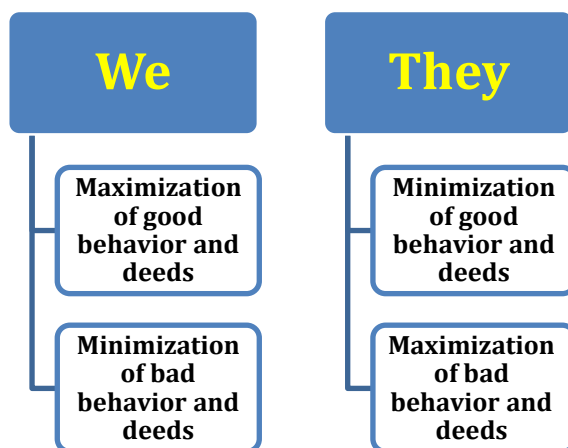 We
Maximization
of good
behavior and
deeds
Minimization
of bad
behavior and
deeds
They
Minimization
of good
behavior and
deeds
Maximization
of bad
behavior and
deeds